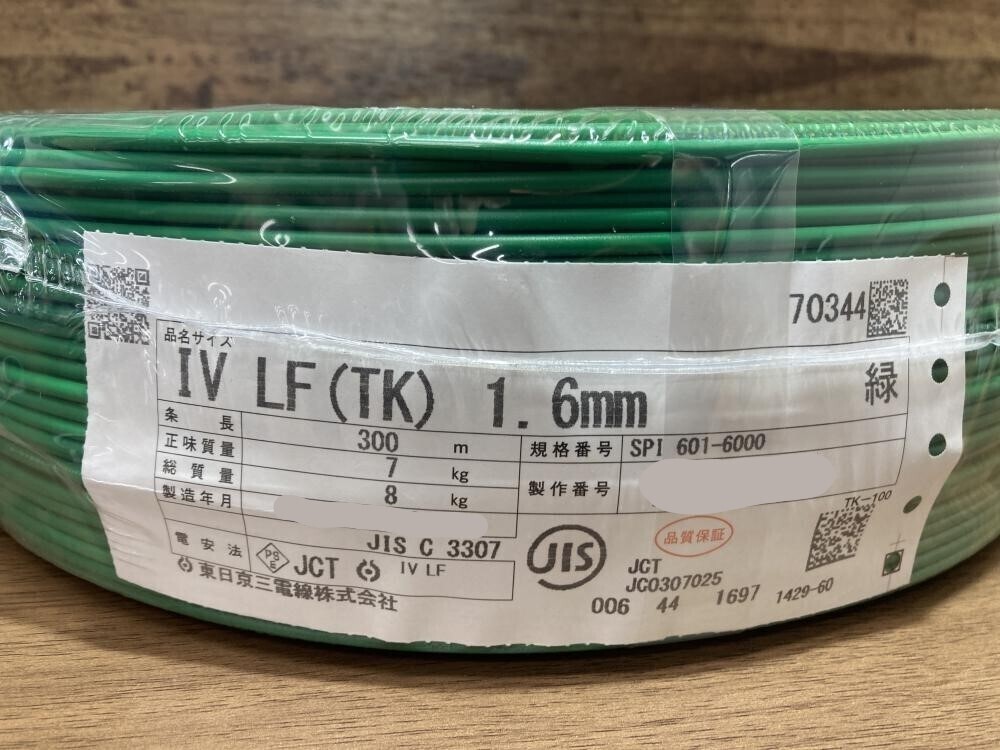 70344
品名サイズ
IV LF(TK) 1.6mm 緑
条長 300 m
正味質量 7 kg
総質量 8 kg
製造年月
規格番号 SPI 601-6000
製作番号
電安法 JIS C 3307
PSE JCT IV LF
東日京三電線株式会社
JIS
品質保証
JCT
JC0307025
TK-100
006 44 1697 1429-60